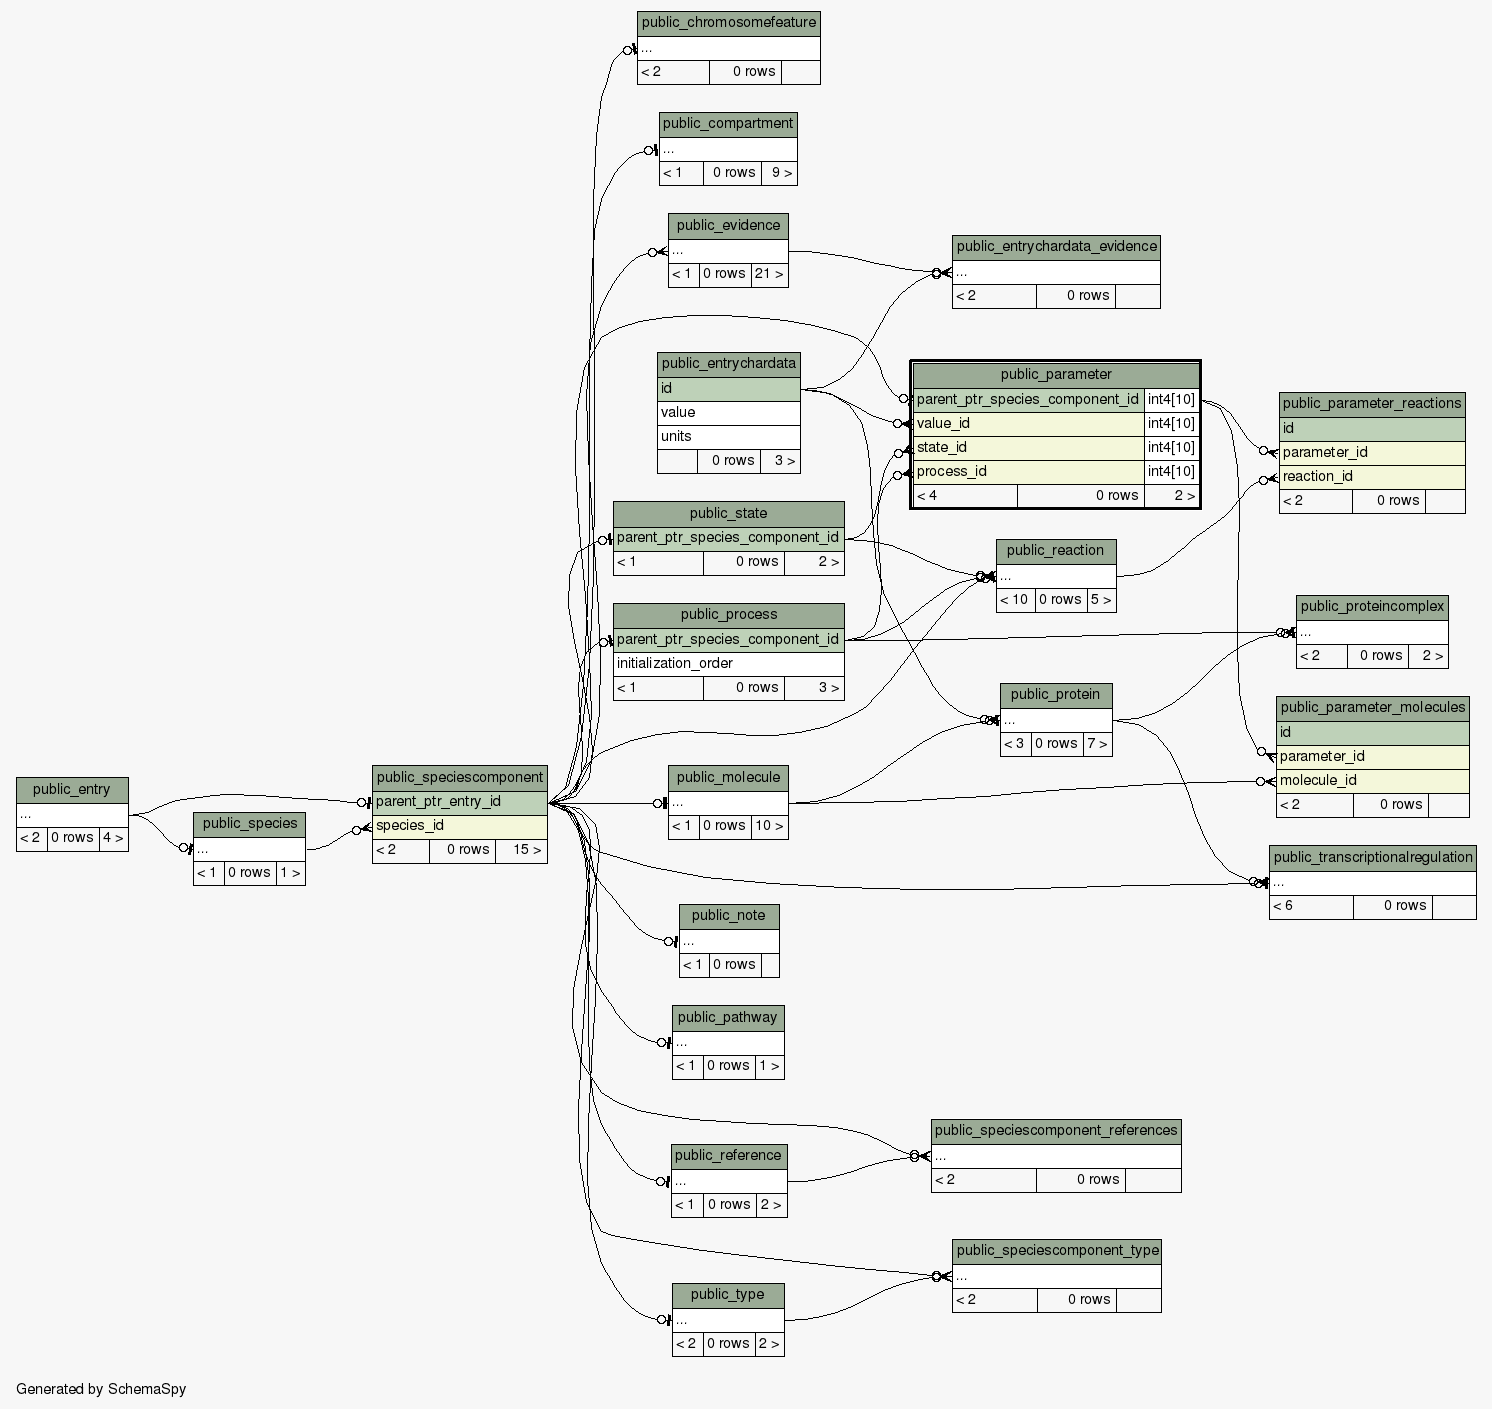 public_chromosomefeature
...
< 2 0 rows
public_compartment
...
< 1 0 rows 9 >
public_evidence
...
< 1 0 rows 21 >
public_entrychardata_evidence
...
< 2 0 rows
public_entrychardata
id
value
units
0 rows 3 >
public_parameter
parent_ptr_species_component_id int4[10]
value_id int4[10]
state_id int4[10]
process_id int4[10]
< 4 0 rows 2 >
public_parameter_reactions
id
parameter_id
reaction_id
< 2 0 rows
public_state
parent_ptr_species_component_id
< 1 0 rows 2 >
public_reaction
...
< 10 0 rows 5 >
public_process
parent_ptr_species_component_id
initialization_order
< 1 0 rows 3 >
public_proteincomplex
...
< 2 0 rows 2 >
public_protein
...
< 3 0 rows 7 >
public_parameter_molecules
id
parameter_id
molecule_id
< 2 0 rows
public_entry
...
< 2 0 rows 4 >
public_species
...
< 1 0 rows 1 >
public_speciescomponent
parent_ptr_entry_id
species_id
< 2 0 rows 15 >
public_molecule
...
< 1 0 rows 10 >
public_transcriptionalregulation
...
< 6 0 rows
public_note
...
< 1 0 rows
public_pathway
...
< 1 0 rows 1 >
public_speciescomponent_references
...
< 2 0 rows
public_reference
...
< 1 0 rows 2 >
public_speciescomponent_type
...
< 2 0 rows
public_type
...
< 2 0 rows 2 >
Generated by SchemaSpy